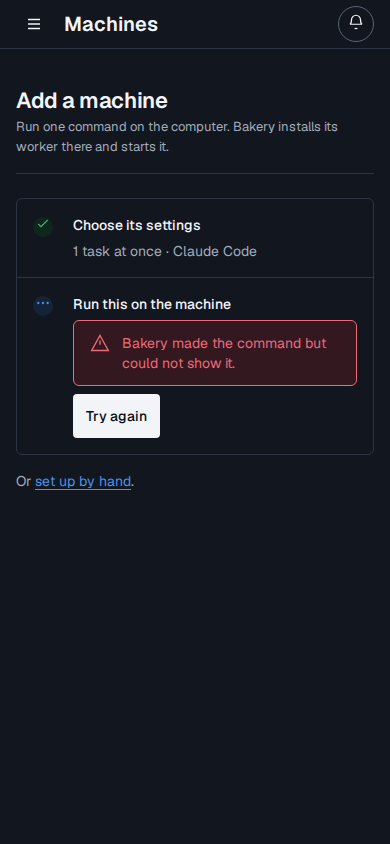 Machines
Add a machine
Run one command on the computer. Bakery installs its
worker there and starts it.
Choose its settings
1 task at once · Claude Code
Run this on the machine
Bakery made the command but
could not show it.
Try again
Or set up by hand.